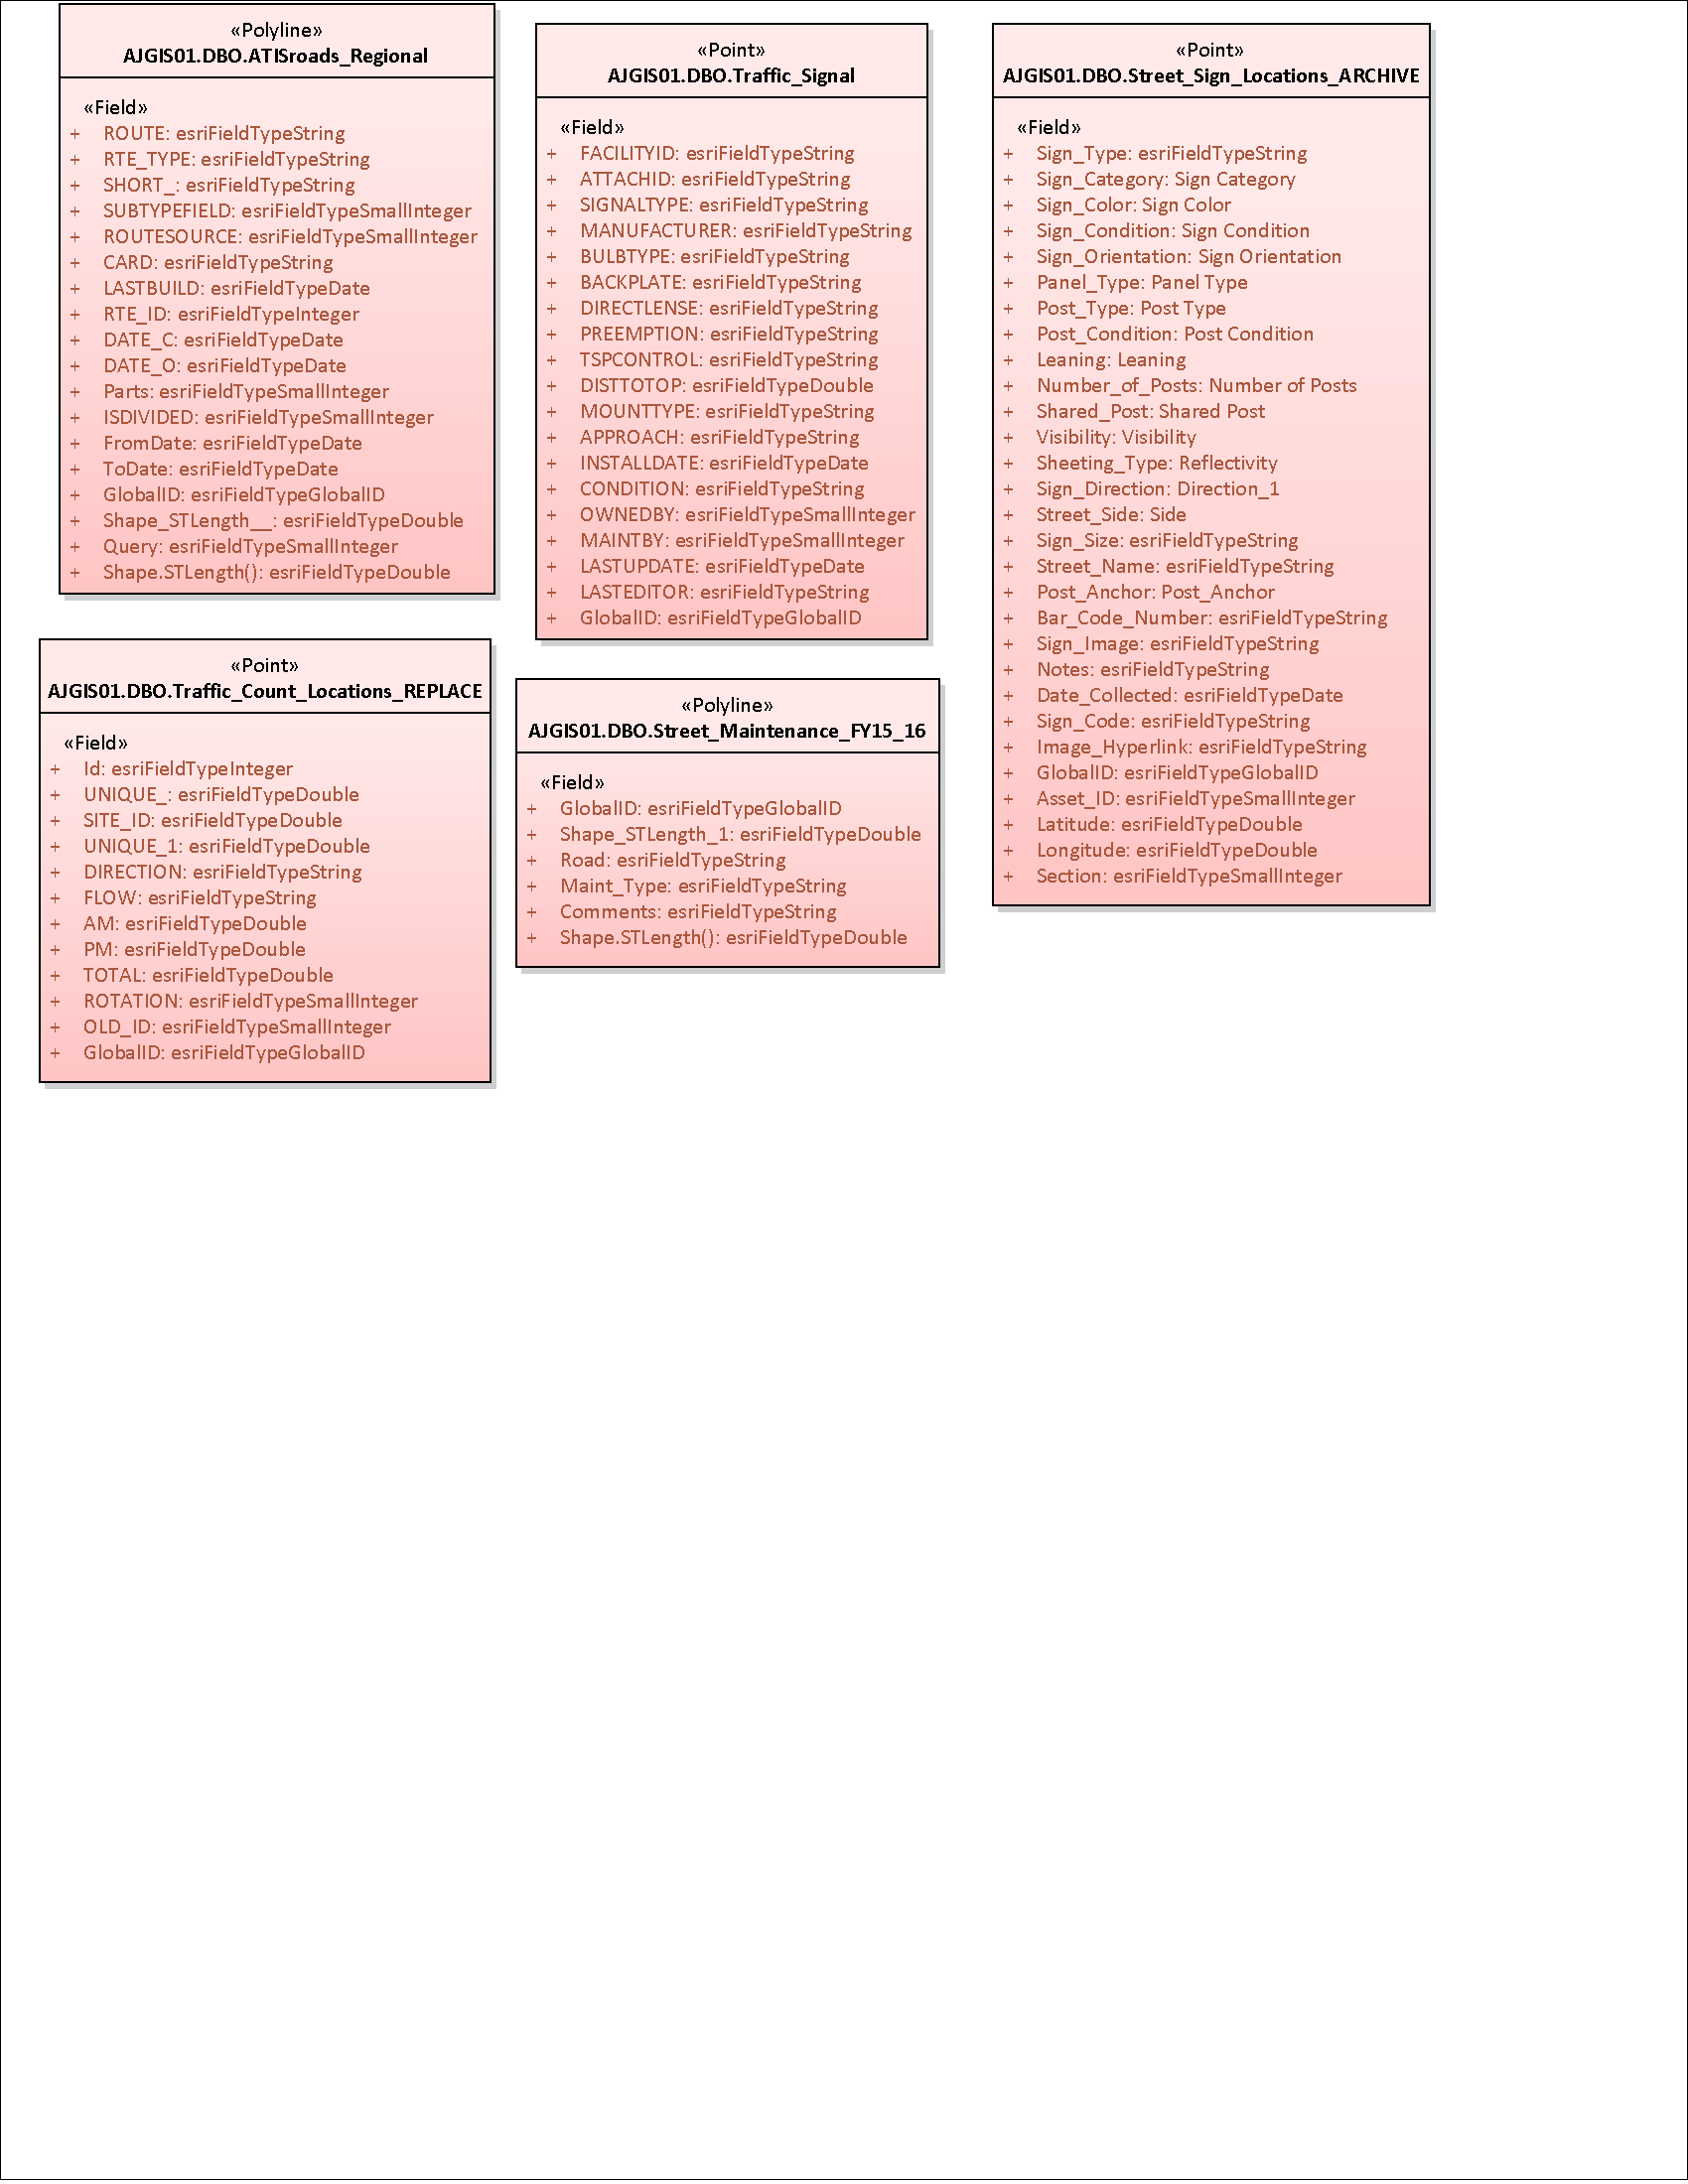 «Polyline»
AJGIS01.DBO.ATISroads_Regional
«Field»
+ ROUTE: esriFieldTypeString
+ RTE_TYPE: esriFieldTypeString
+ SHORT_: esriFieldTypeString
+ SUBTYPEFIELD: esriFieldTypeSmallInteger
+ ROUTESOURCE: esriFieldTypeSmallInteger
+ CARD: esriFieldTypeString
+ LASTBUILD: esriFieldTypeDate
+ RTE_ID: esriFieldTypeInteger
+ DATE_C: esriFieldTypeDate
+ DATE_O: esriFieldTypeDate
+ Parts: esriFieldTypeSmallInteger
+ ISDIVIDED: esriFieldTypeSmallInteger
+ FromDate: esriFieldTypeDate
+ ToDate: esriFieldTypeDate
+ GlobalID: esriFieldTypeGlobalID
+ Shape_STLength__: esriFieldTypeDouble
+ Query: esriFieldTypeSmallInteger
+ Shape.STLength(): esriFieldTypeDouble
«Point»
AJGIS01.DBO.Traffic_Signal
«Field»
+ FACILITYID: esriFieldTypeString
+ ATTACHID: esriFieldTypeString
+ SIGNALTYPE: esriFieldTypeString
+ MANUFACTURER: esriFieldTypeString
+ BULBTYPE: esriFieldTypeString
+ BACKPLATE: esriFieldTypeString
+ DIRECTLENSE: esriFieldTypeString
+ PREEMPTION: esriFieldTypeString
+ TSPCONTROL: esriFieldTypeString
+ DISTTOTOP: esriFieldTypeDouble
+ MOUNTTYPE: esriFieldTypeString
+ APPROACH: esriFieldTypeString
+ INSTALLDATE: esriFieldTypeDate
+ CONDITION: esriFieldTypeString
+ OWNEDBY: esriFieldTypeSmallInteger
+ MAINTBY: esriFieldTypeSmallInteger
+ LASTUPDATE: esriFieldTypeDate
+ LASTEDITOR: esriFieldTypeString
+ GlobalID: esriFieldTypeGlobalID
«Point»
AJGIS01.DBO.Street_Sign_Locations_ARCHIVE
«Field»
+ Sign_Type: esriFieldTypeString
+ Sign_Category: Sign Category
+ Sign_Color: Sign Color
+ Sign_Condition: Sign Condition
+ Sign_Orientation: Sign Orientation
+ Panel_Type: Panel Type
+ Post_Type: Post Type
+ Post_Condition: Post Condition
+ Leaning: Leaning
+ Number_of_Posts: Number of Posts
+ Shared_Post: Shared Post
+ Visibility: Visibility
+ Sheeting_Type: Reflectivity
+ Sign_Direction: Direction_1
+ Street_Side: Side
+ Sign_Size: esriFieldTypeString
+ Street_Name: esriFieldTypeString
+ Post_Anchor: Post_Anchor
+ Bar_Code_Number: esriFieldTypeString
+ Sign_Image: esriFieldTypeString
+ Notes: esriFieldTypeString
+ Date_Collected: esriFieldTypeDate
+ Sign_Code: esriFieldTypeString
+ Image_Hyperlink: esriFieldTypeString
+ GlobalID: esriFieldTypeGlobalID
+ Asset_ID: esriFieldTypeSmallInteger
+ Latitude: esriFieldTypeDouble
+ Longitude: esriFieldTypeDouble
+ Section: esriFieldTypeSmallInteger
«Point»
AJGIS01.DBO.Traffic_Count_Locations_REPLACE
«Field»
+ Id: esriFieldTypeInteger
+ UNIQUE_: esriFieldTypeDouble
+ SITE_ID: esriFieldTypeDouble
+ UNIQUE_1: esriFieldTypeDouble
+ DIRECTION: esriFieldTypeString
+ FLOW: esriFieldTypeString
+ AM: esriFieldTypeDouble
+ PM: esriFieldTypeDouble
+ TOTAL: esriFieldTypeDouble
+ ROTATION: esriFieldTypeSmallInteger
+ OLD_ID: esriFieldTypeSmallInteger
+ GlobalID: esriFieldTypeGlobalID
«Polyline»
AJGIS01.DBO.Street_Maintenance_FY15_16
«Field»
+ GlobalID: esriFieldTypeGlobalID
+ Shape_STLength_1: esriFieldTypeDouble
+ Road: esriFieldTypeString
+ Maint_Type: esriFieldTypeString
+ Comments: esriFieldTypeString
+ Shape.STLength(): esriFieldTypeDouble